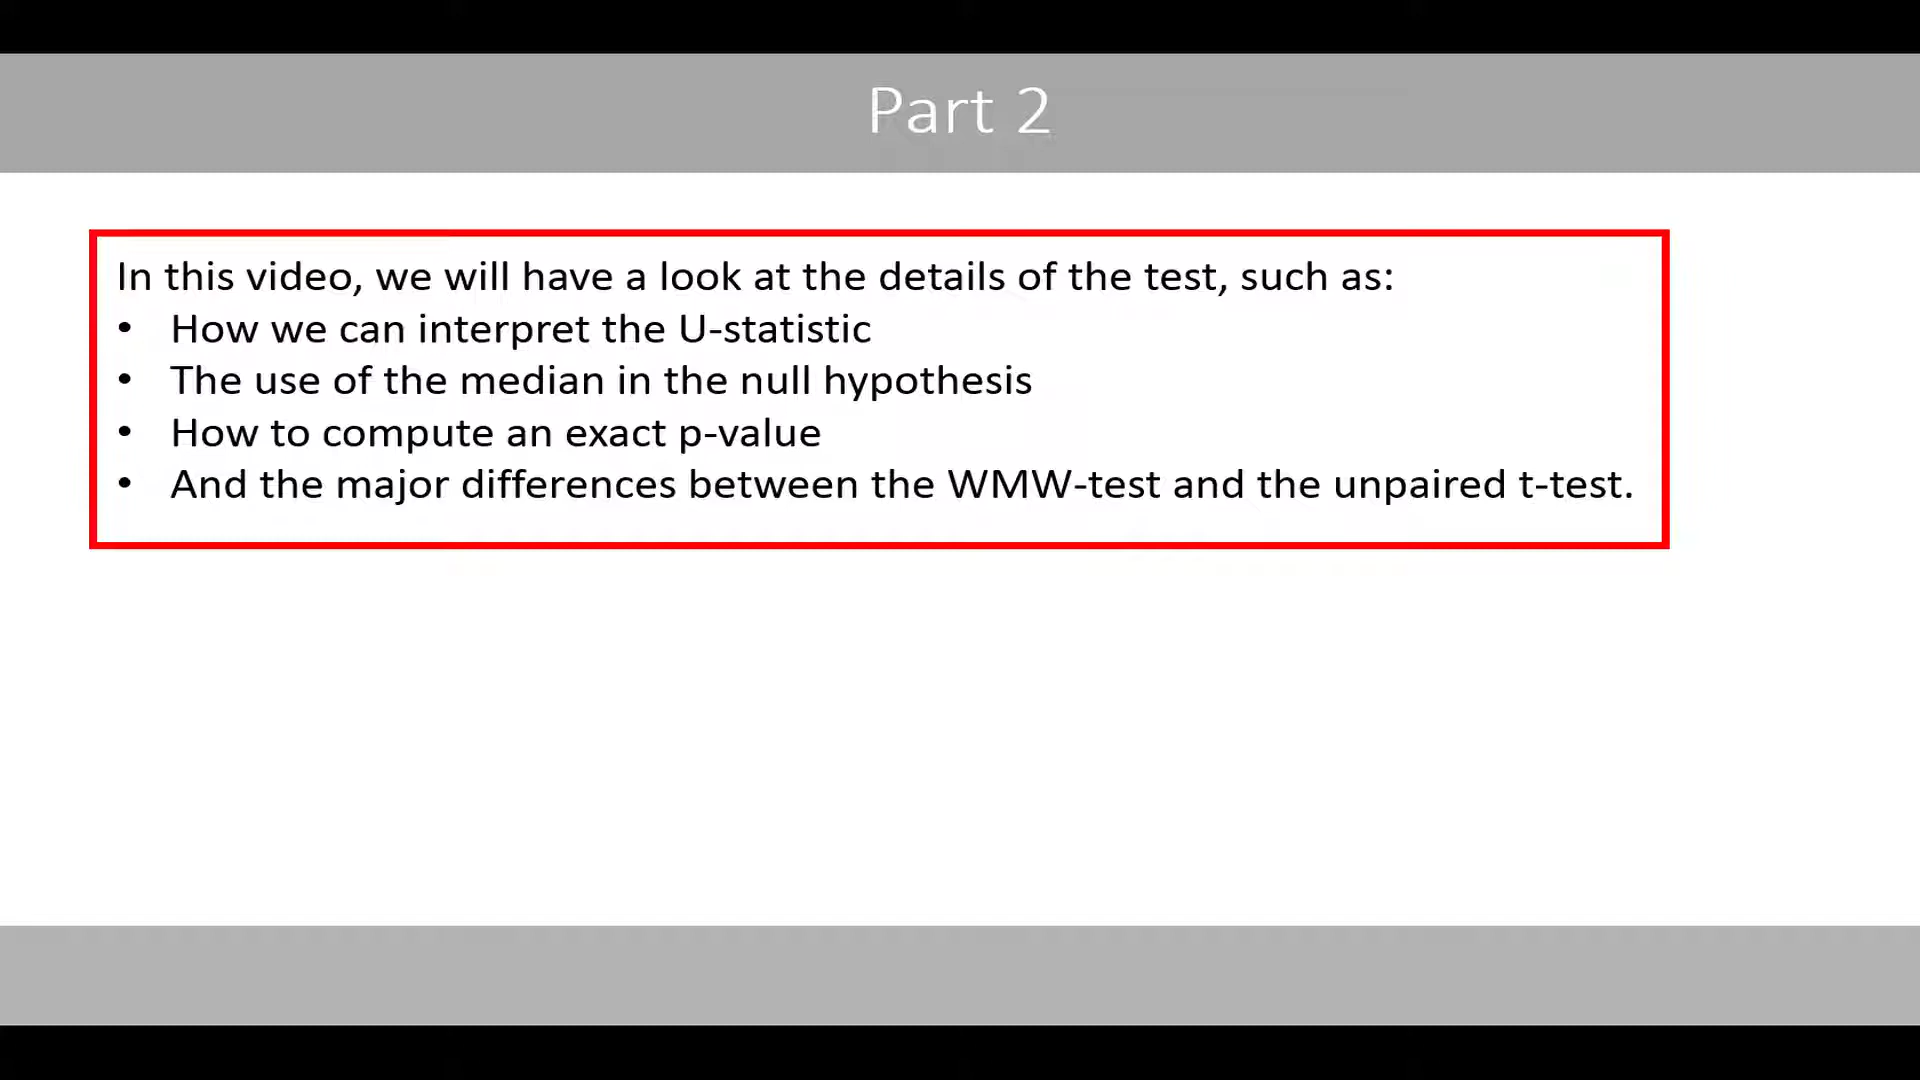 Part 2
In this video, we will have a look at the details of the test, such as:
• How we can interpret the U-statistic
• The use of the median in the null hypothesis
• How to compute an exact p-value
• And the major differences between the WMW-test and the unpaired t-test.